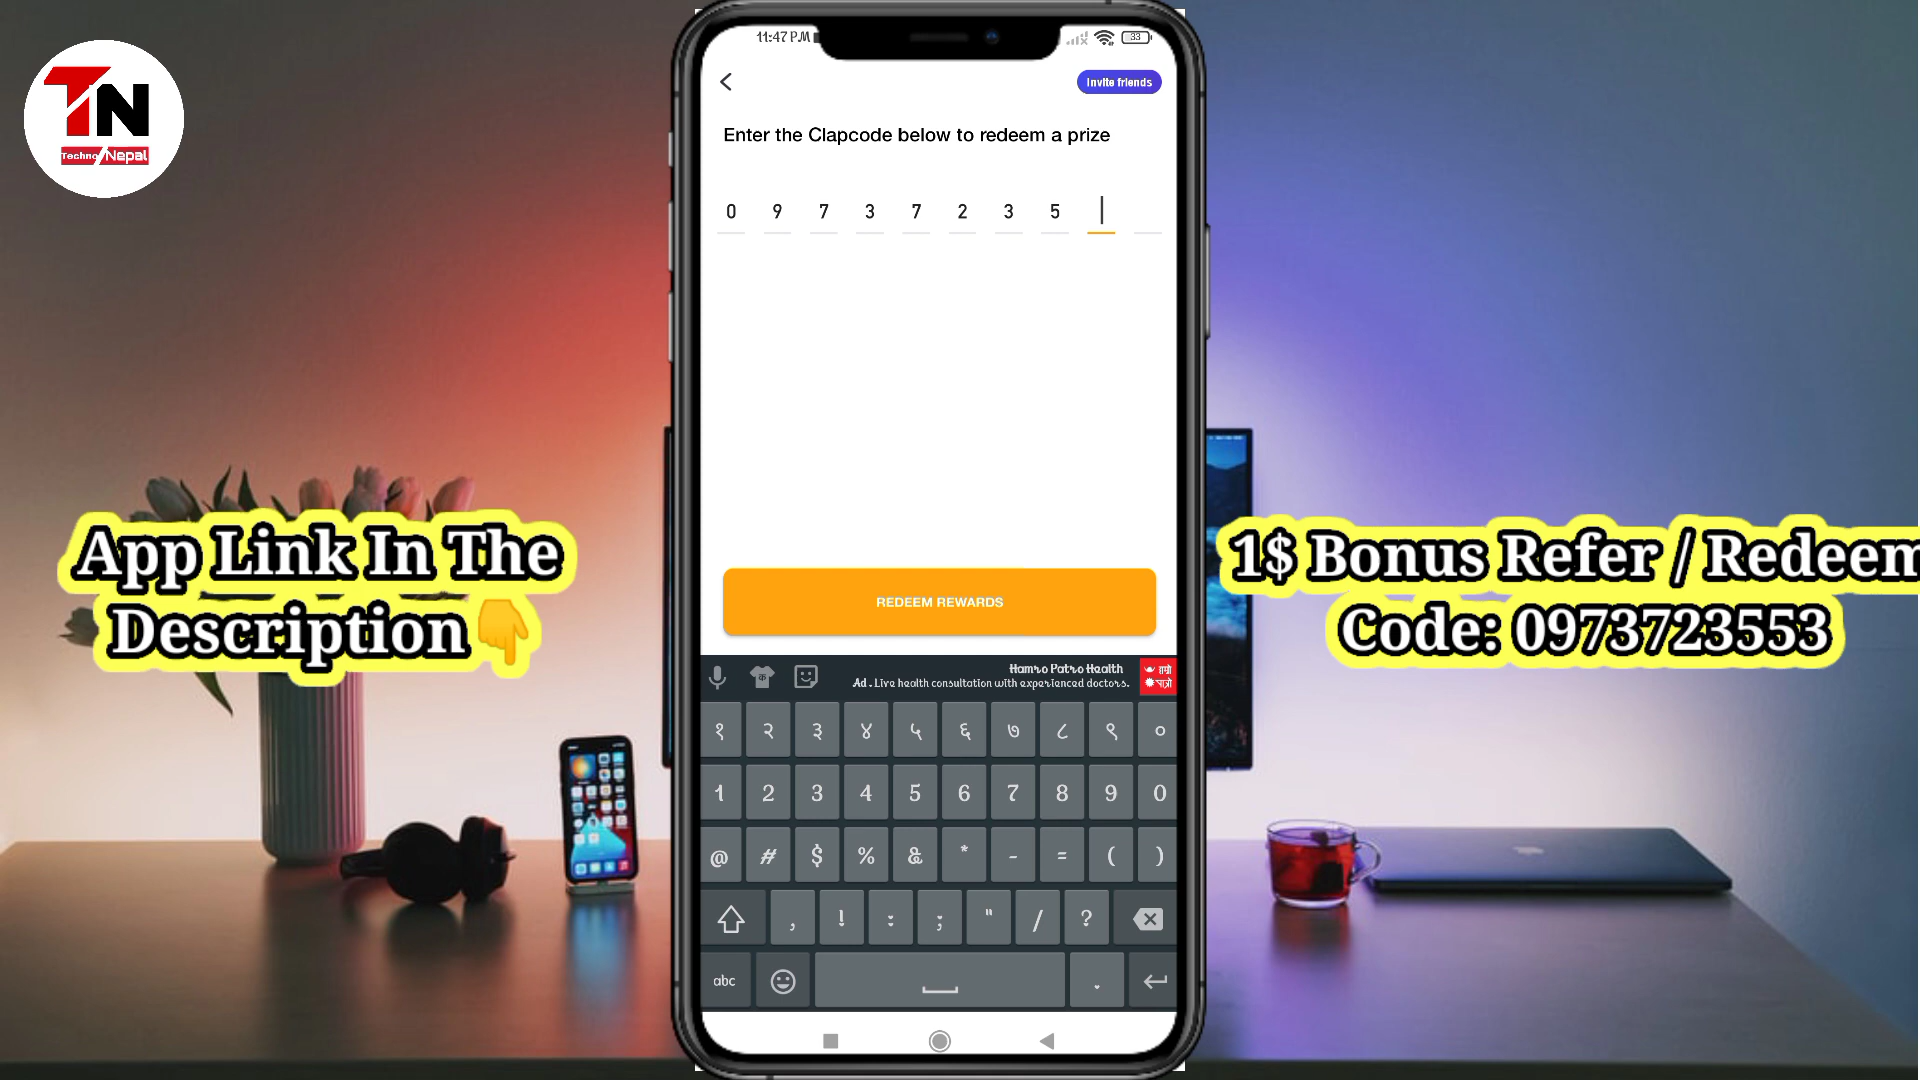 TN
Techno Nepal
11:47 PM
33
Invite friends
Enter the Clapcode below to redeem a prize
0 9 7 3 7 2 3 5
App Link In The
Description👇
1$ Bonus Refer / Redeem
Code: 0973723553
REDEEM REWARDS
Hamro Patro Health
Ad . Live health consultation with experienced doctors.
हाम्रो
पात्रो
१ २ ३ ४ ५ ६ ७ ८ ९ ०
1 2 3 4 5 6 7 8 9 0
@ # $ % & * - = ( )
, ! : ; " / ?
abc .